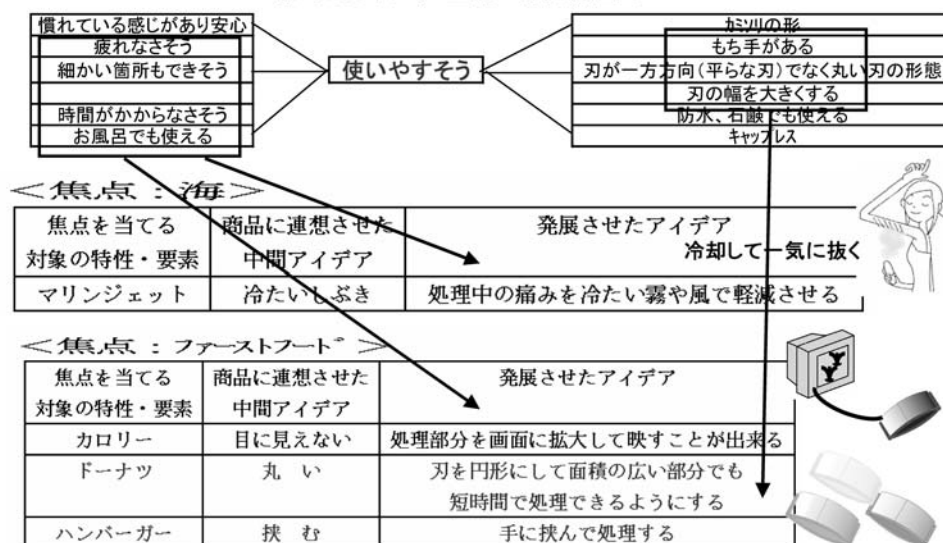 慣れている感じがあり安心
疲れなさそう
細かい箇所もできそう
時間がかからなさそう
お風呂でも使える
使いやすそう
カミソリの形
もち手がある
刃が一方方向(平らな刃)でなく丸い刃の形態
刃の幅を大きくする
防水、石鹸でも使える
キャップレス
<焦点:海>
焦点を当てる
対象の特性・要素
商品に連想させた
中間アイデア
発展させたアイデア
冷却して一気に抜く
マリンジェット
冷たいしぶき
処理中の痛みを冷たい霧や風で軽減させる
<焦点:ファーストフード>
焦点を当てる
対象の特性・要素
商品に連想させた
中間アイデア
発展させたアイデア
カロリー
目に見えない
処理部分を画面に拡大して映すことが出来る
ドーナツ
丸い
刃を円形にして面積の広い部分でも
短時間で処理できるようにする
ハンバーガー
挟む
手に挟んで処理する